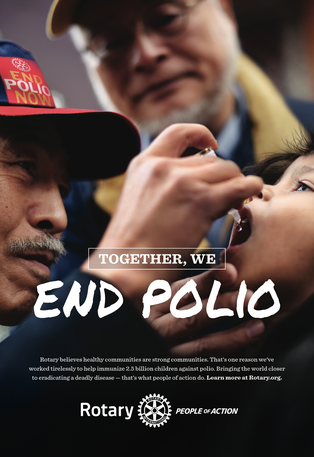 END
POLIO
NOW
TOGETHER, WE
END POLIO
Rotary believes healthy communities are strong communities. That's one reason we've
worked tirelessly to help immunize 2.5 billion children against polio. Bringing the world closer
to eradicating a deadly disease — that's what people of action do. Learn more at Rotary.org.
Rotary
PEOPLE OF ACTION